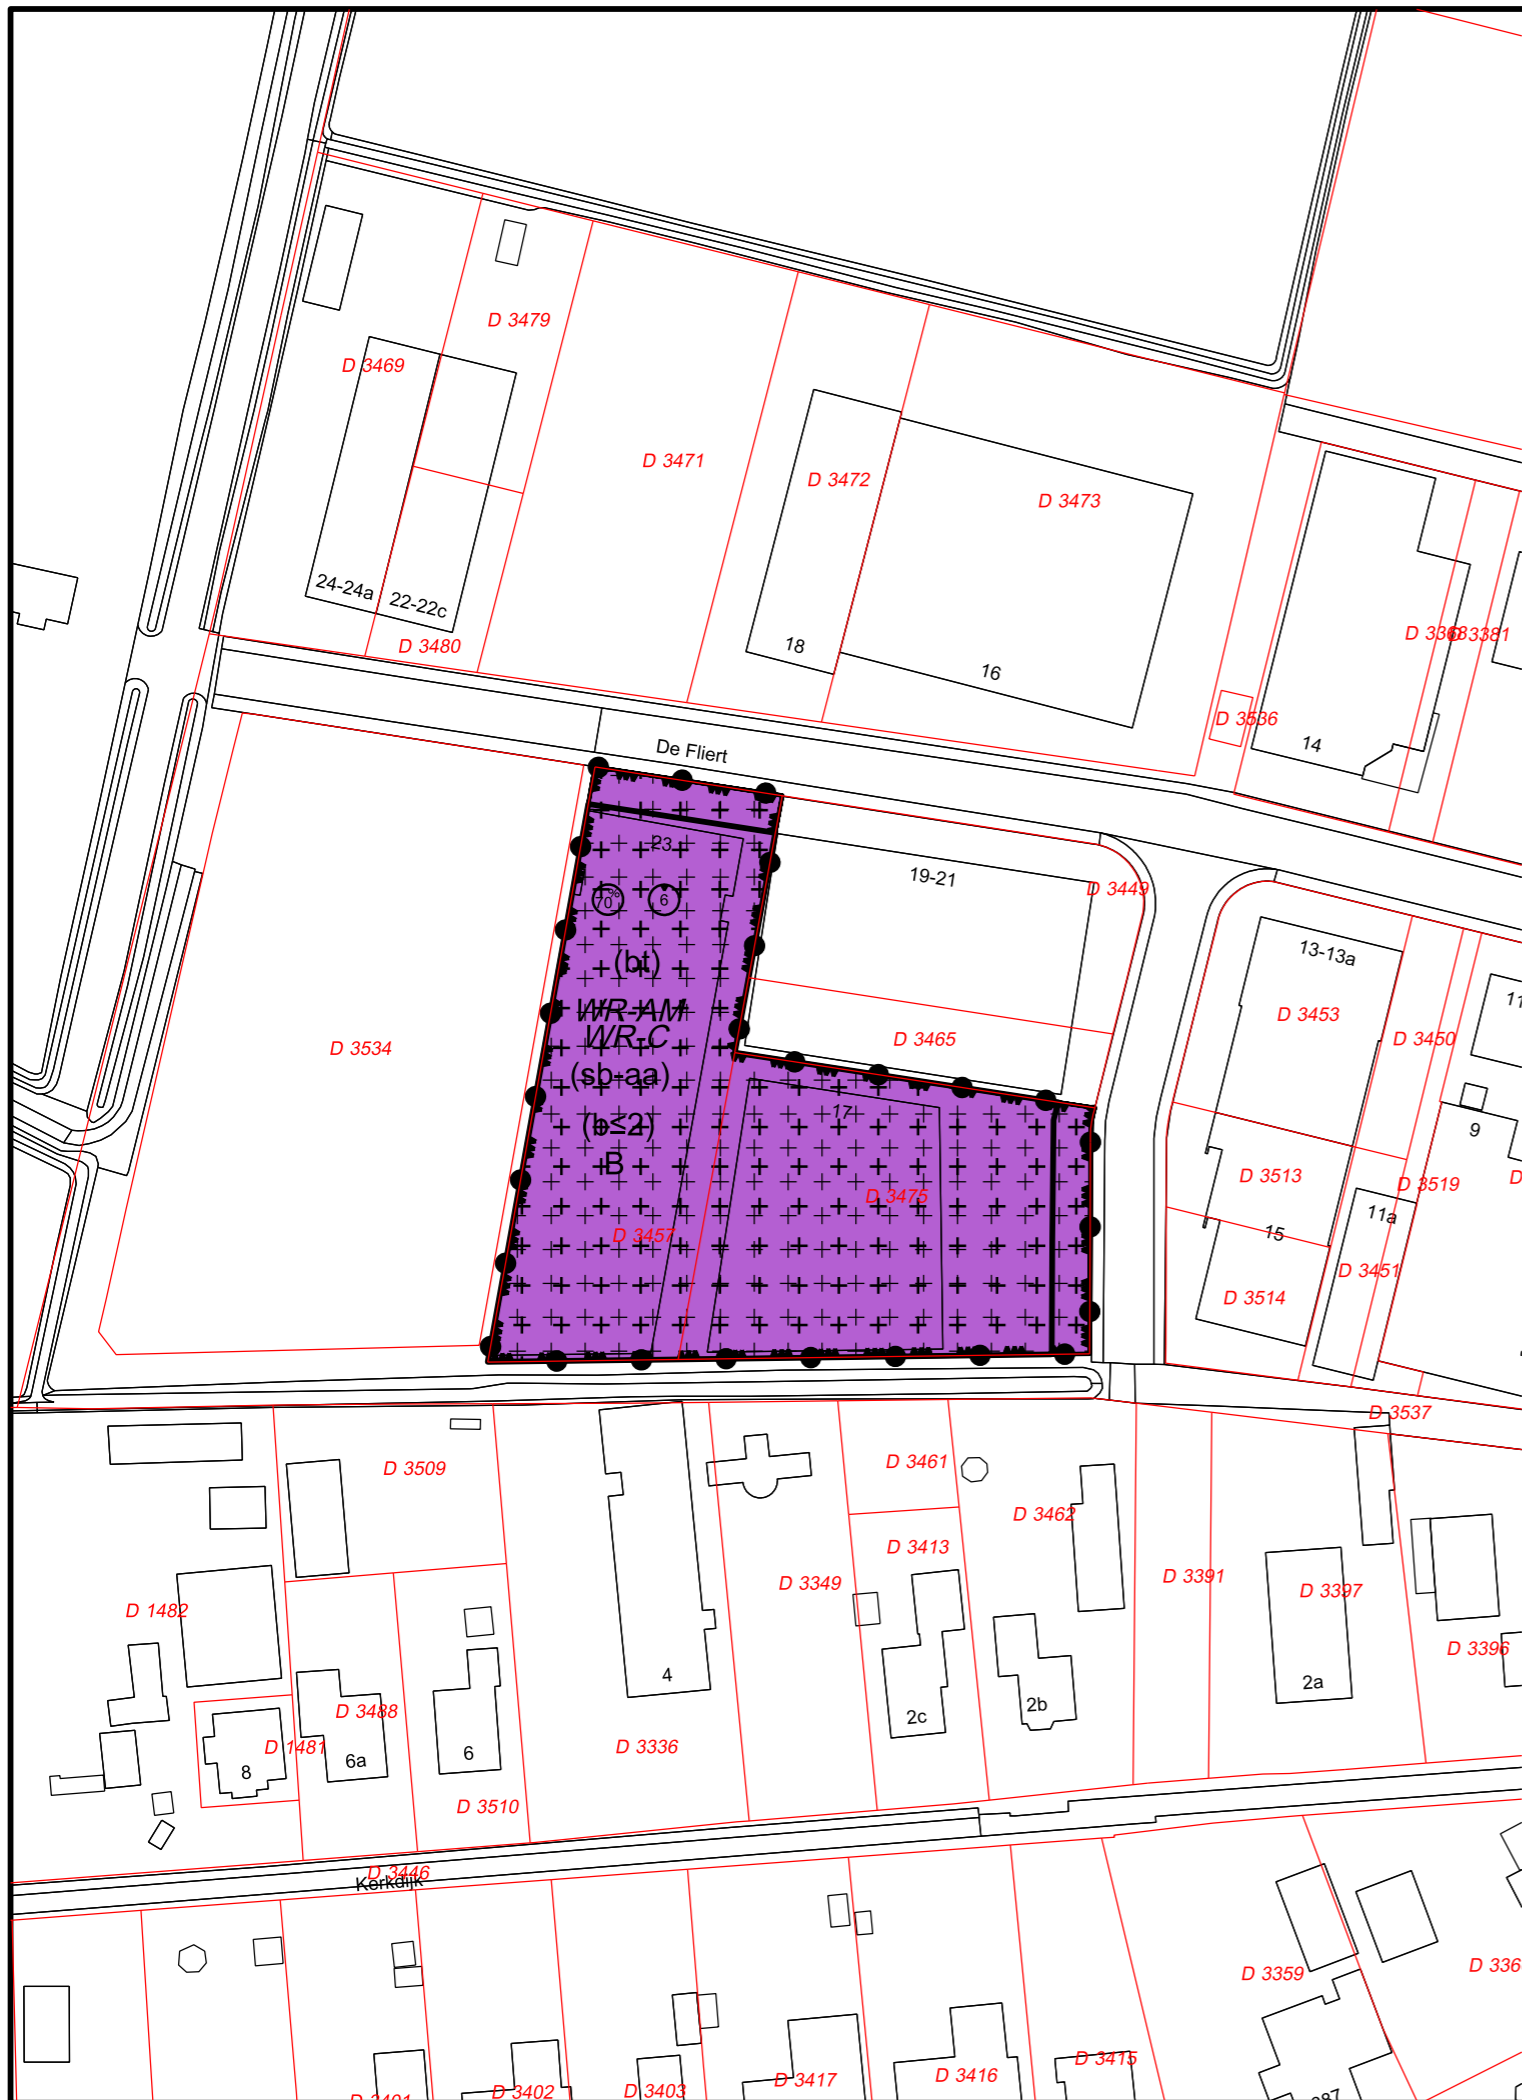 D 3479
D 3469
D 3471
D 3472
D 3473
24-24a
22-22c
D 3480
18
16
D 3381
D 3536
14
De Fliert
23
19-21
D 3449
70
%
6
13-13a
(bt)
WR-AM
WR-C
(sb-aa)
(b≤2)
B
D 3534
D 3465
D 3453
D 3450
11
17
9
D 3475
D 3513
D 3519
D
D 3457
15
11a
D 3451
D 3514
D 3537
D 3509
D 3461
D 3462
D 3413
D 3349
D 3391
D 3397
D 1482
D 3396
4
2a
D 3488
2c
2b
D 1481
6a
6
D 3336
8
D 3510
D 3446
Kerkdijk
D 3359
D 336
D 3402
D 3403
D 3417
D 3416
D 3415